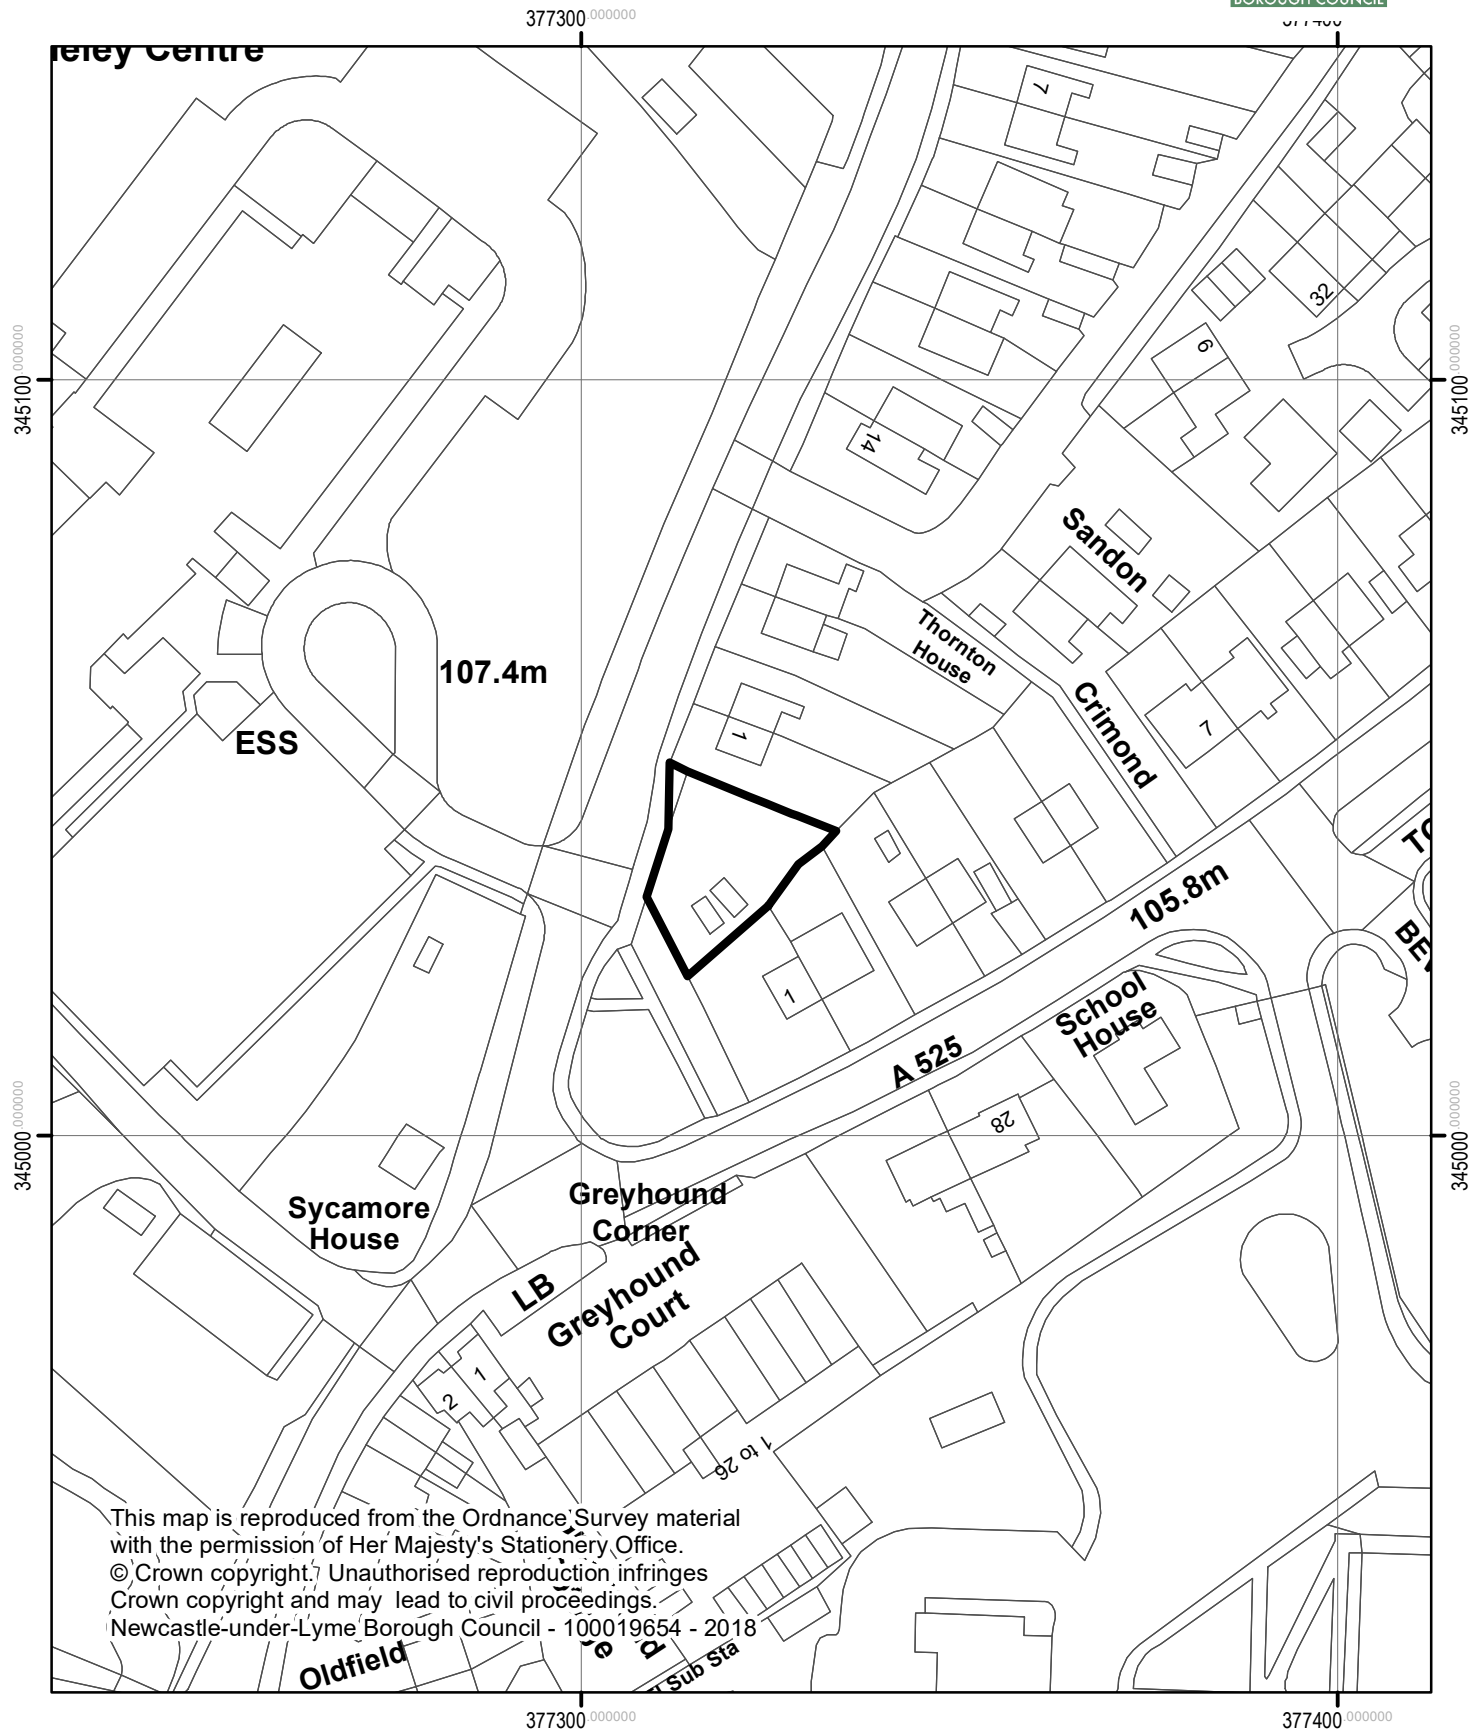 BOROUGH COUNCIL
377300.000000
377400
Centre
7
32
6
345100.000000
345100.000000
14
Sandon
Thornton
House
107.4m
Crimond
7
1
ESS
105.8m
1
School
House
A 525
28
345000.000000
345000.000000
Sycamore
House
Greyhound
Corner
LB
Greyhound
Court
1
2
1 to 26
This map is reproduced from the Ordnance Survey material
with the permission of Her Majesty's Stationery Office.
© Crown copyright. Unauthorised reproduction infringes
Crown copyright and may lead to civil proceedings.
Newcastle-under-Lyme Borough Council - 100019654 - 2018
Oldfield
Sub Sta
377300.000000
377400.000000